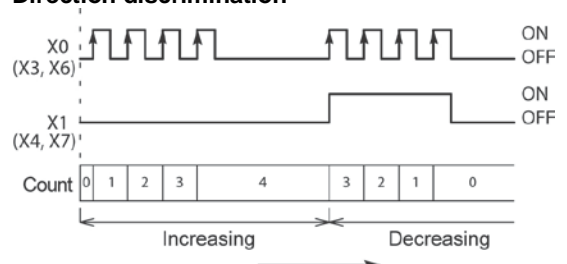 Direction discrimination
X0
(X3, X6)
ON
OFF
X1
(X4, X7)
ON
OFF
Count 0 1 2 3 4 3 2 1 0
Increasing Decreasing